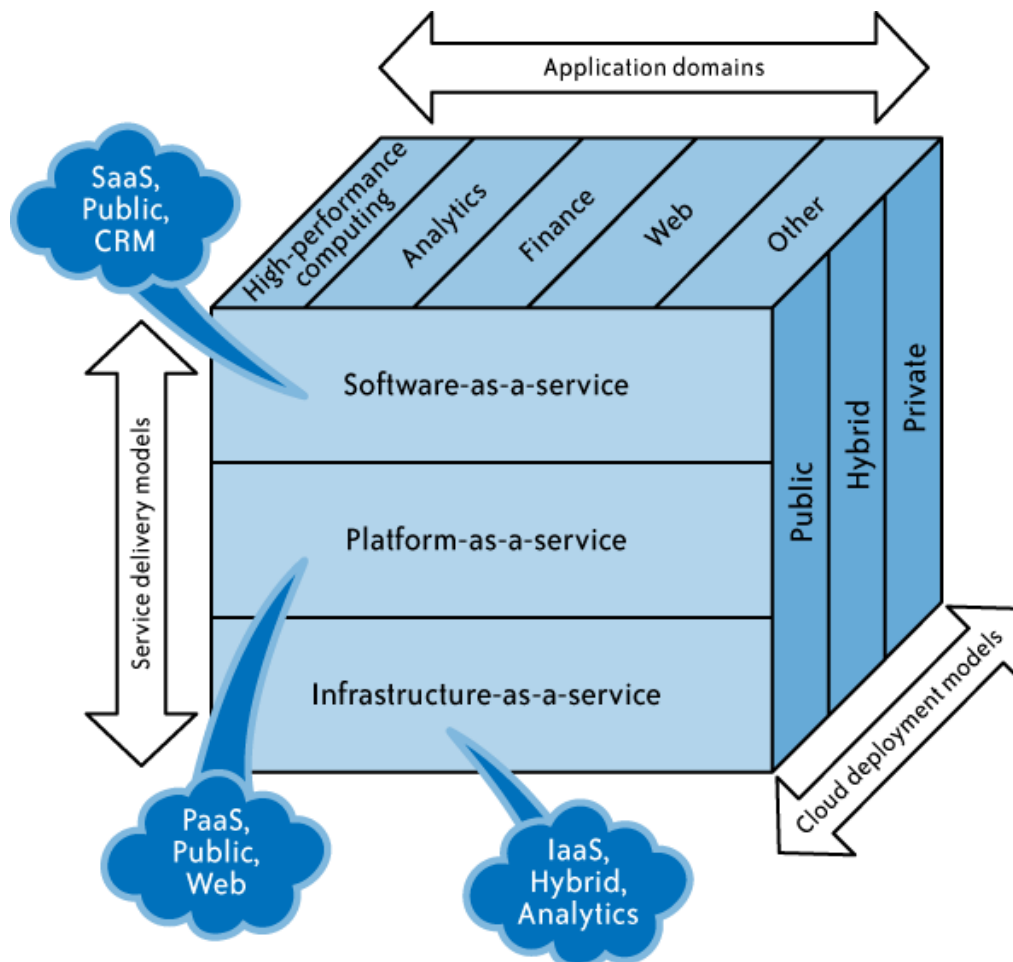 Application domains
SaaS,
Public,
CRM
High-performance
computing
Analytics
Finance
Web
Other
Service delivery models
Software-as-a-service
Platform-as-a-service
Infrastructure-as-a-service
Public
Hybrid
Private
Cloud deployment models
PaaS,
Public,
Web
IaaS,
Hybrid,
Analytics